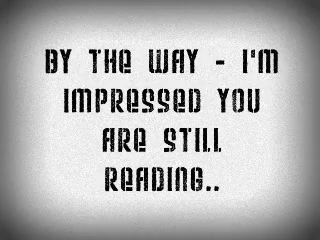 BY THE WAY - I'M
IMPRESSED YOU
ARE STILL
READING..